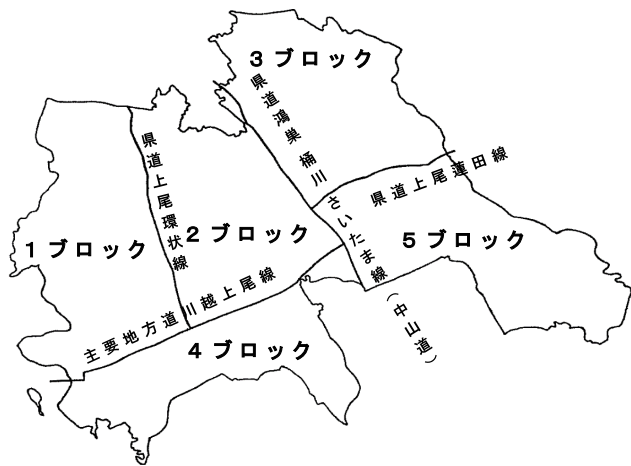 3 ブロック
県道鴻巣桶川さいたま線
(中山道)
県道上尾環状線
県道上尾蓮田線
1 ブロック
2 ブロック
5 ブロック
主要地方道川越上尾線
4 ブロック